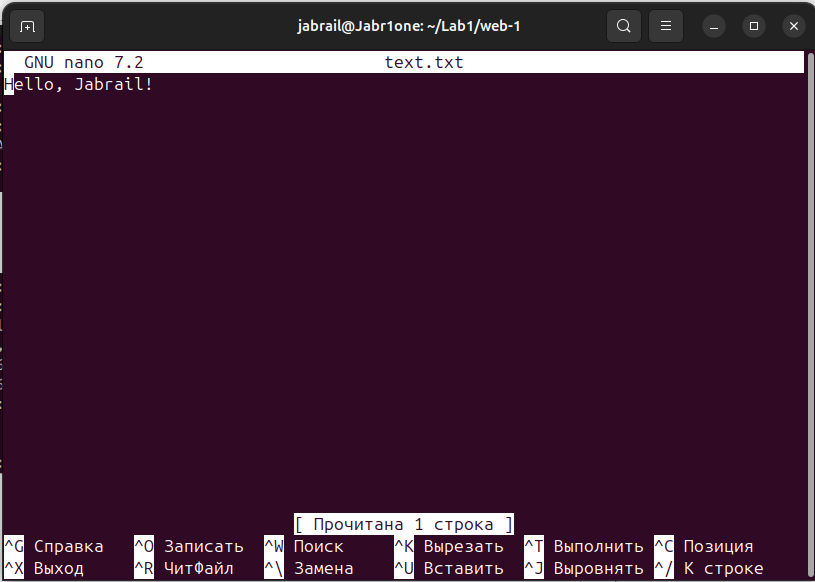 jabrail@Jabr1one: ~/Lab1/web-1
GNU nano 7.2 text.txt
Hello, Jabrail!
[ Прочитана 1 строка ]
^G Справка ^O Записать ^W Поиск ^K Вырезать ^T Выполнить ^C Позиция
^X Выход ^R ЧитФайл ^\ Замена ^U Вставить ^J Выровнять ^/ К строке